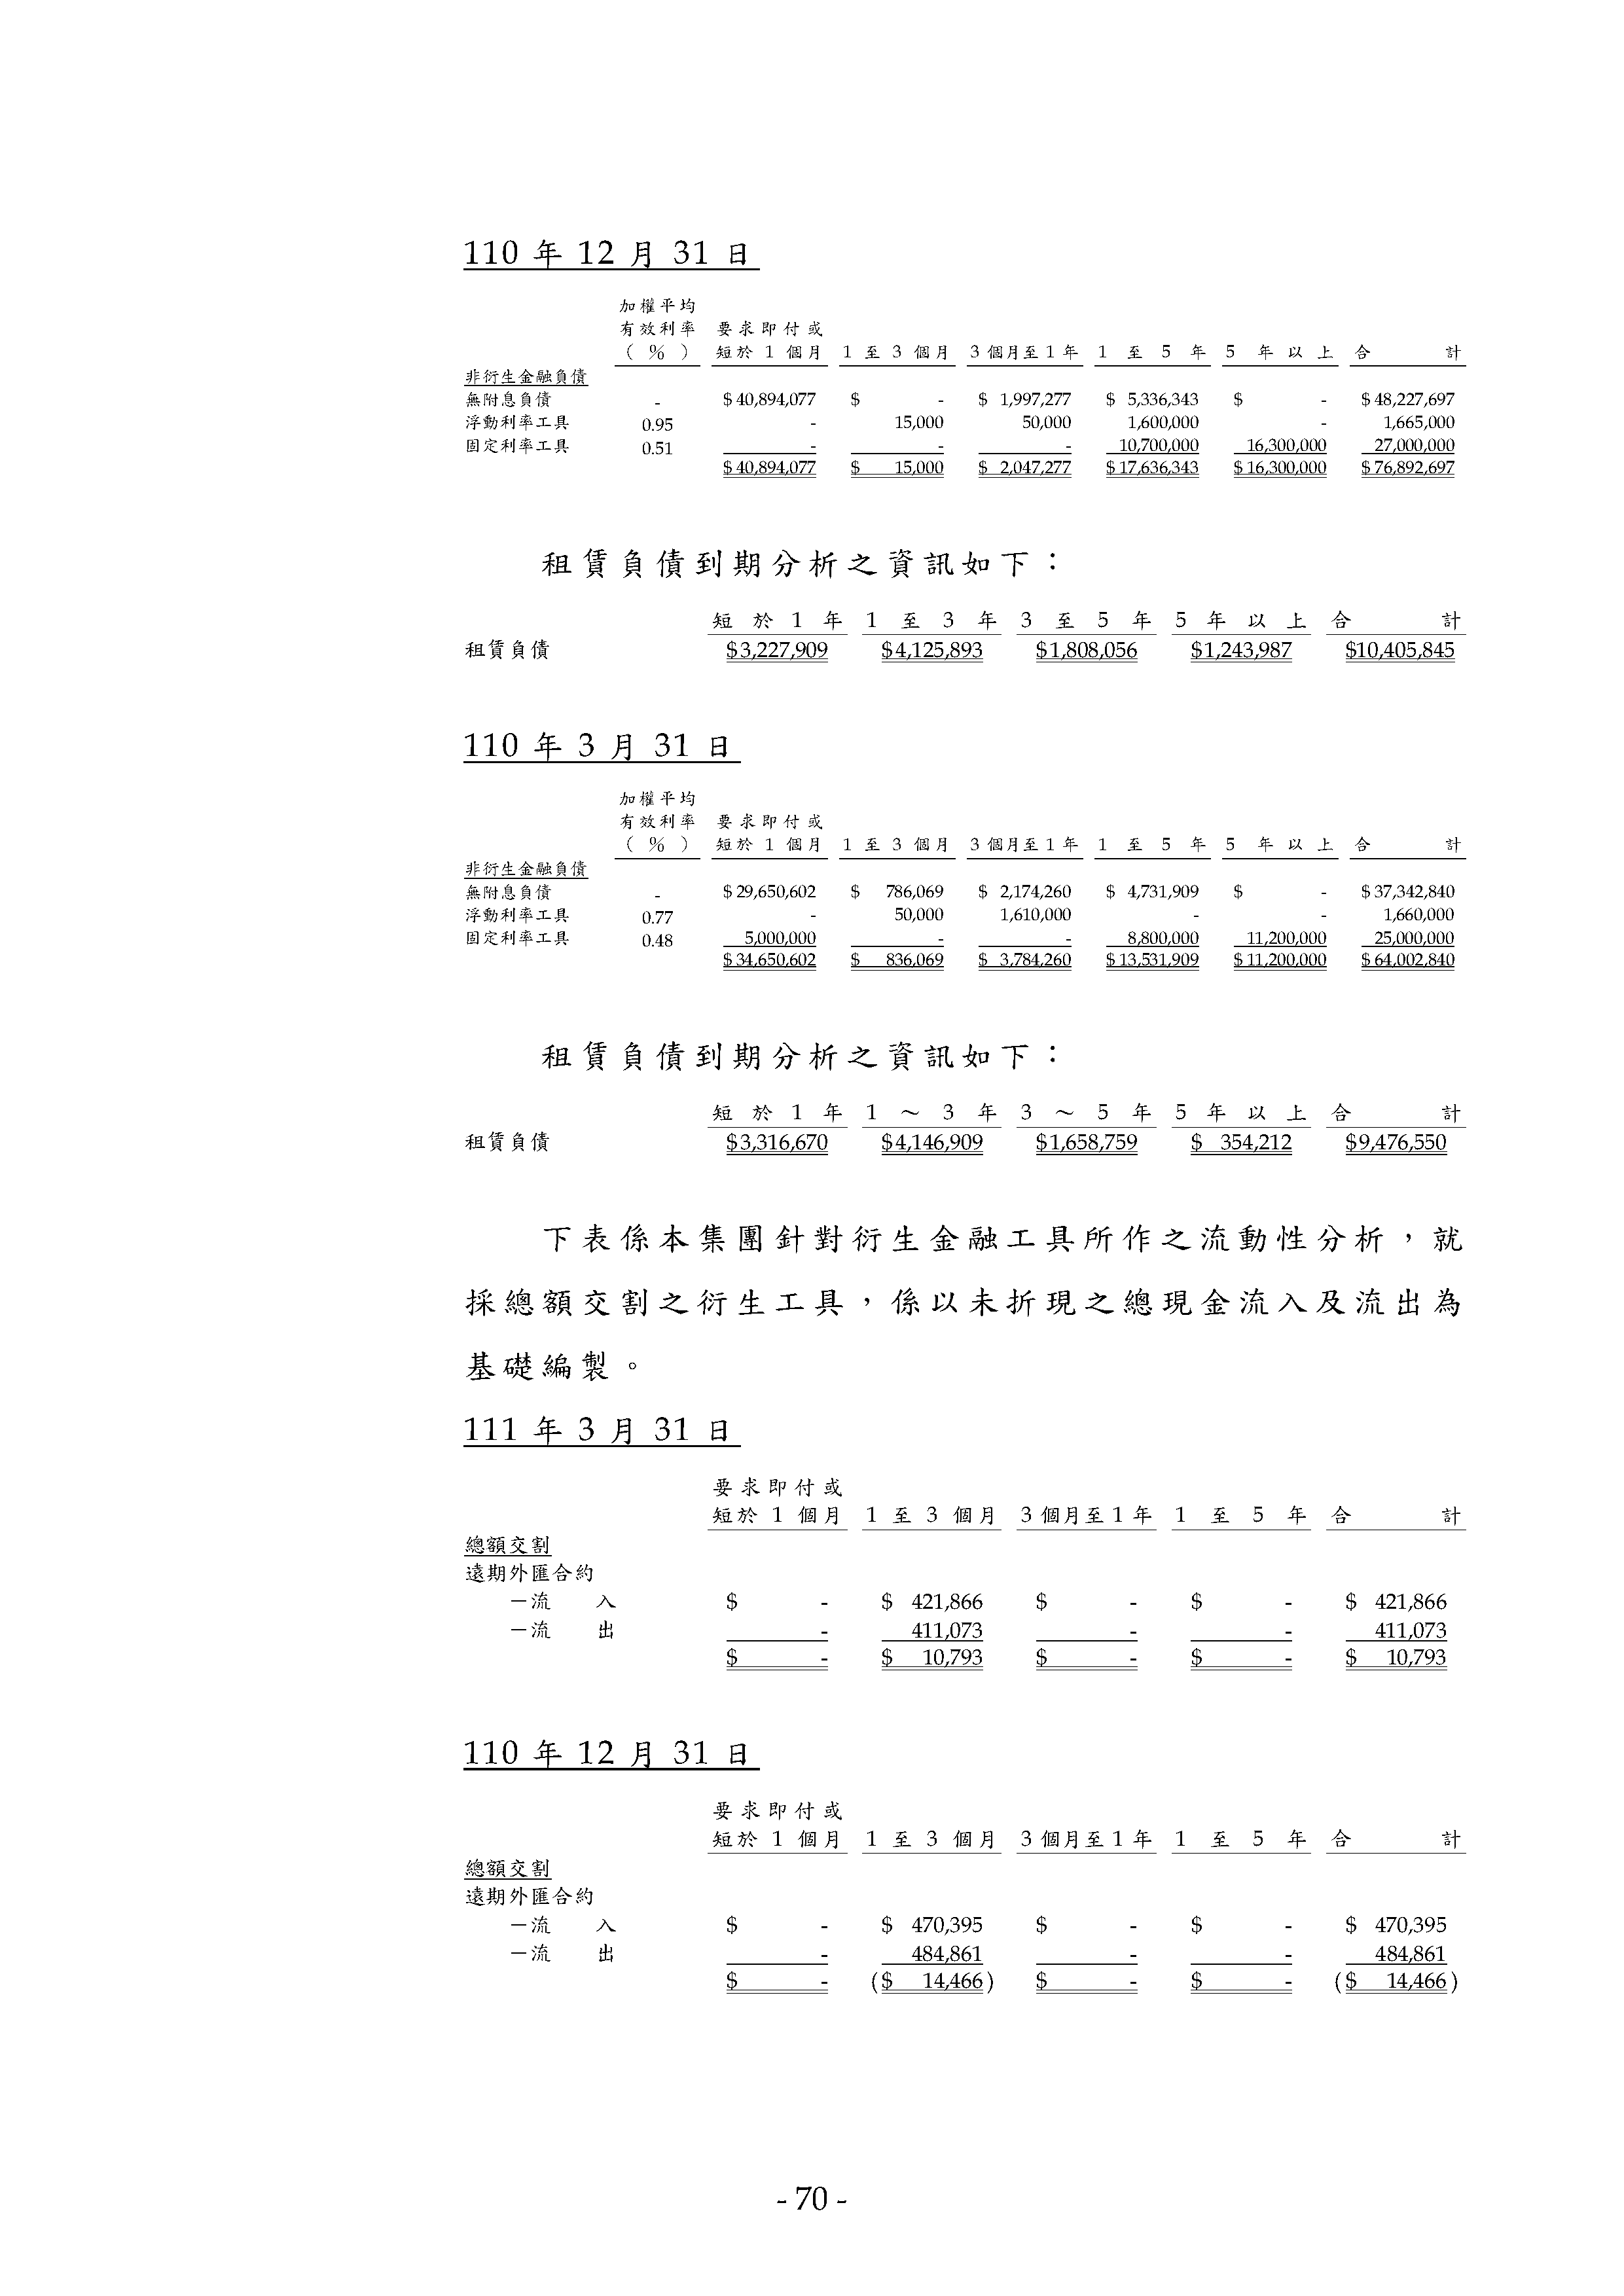 110 年 12 月 31 日
加權平均
有效利率 要求即付或
( % ) 短於 1 個月 1 至 3 個月 3 個月至 1 年 1 至 5 年 5 年以上 合計
非衍生金融負債
無附息負債 - $ 40,894,077 $ - $ 1,997,277 $ 5,336,343 $ - $ 48,227,697
浮動利率工具 0.95 - 15,000 50,000 1,600,000 - 1,665,000
固定利率工具 0.51 - - - 10,700,000 16,300,000 27,000,000
$ 40,894,077 $ 15,000 $ 2,047,277 $ 17,636,343 $ 16,300,000 $ 76,892,697
租賃負債到期分析之資訊如下：
短於 1 年 1 至 3 年 3 至 5 年 5 年以上 合計
租賃負債 $3,227,909 $4,125,893 $1,808,056 $1,243,987 $10,405,845
110 年 3 月 31 日
加權平均
有效利率 要求即付或
( % ) 短於 1 個月 1 至 3 個月 3 個月至 1 年 1 至 5 年 5 年以上 合計
非衍生金融負債
無附息負債 - $ 29,650,602 $ 786,069 $ 2,174,260 $ 4,731,909 $ - $ 37,342,840
浮動利率工具 0.77 - 50,000 1,610,000 - - 1,660,000
固定利率工具 0.48 5,000,000 - - 8,800,000 11,200,000 25,000,000
$ 34,650,602 $ 836,069 $ 3,784,260 $ 13,531,909 $ 11,200,000 $ 64,002,840
租賃負債到期分析之資訊如下：
短於 1 年 1 ～ 3 年 3 ～ 5 年 5 年以上 合計
租賃負債 $3,316,670 $4,146,909 $1,658,759 $ 354,212 $9,476,550
下表係本集團針對衍生金融工具所作之流動性分析，就
採總額交割之衍生工具，係以未折現之總現金流入及流出為
基礎編製。
111 年 3 月 31 日
要求即付或
短於 1 個月 1 至 3 個月 3 個月至 1 年 1 至 5 年 合計
總額交割
遠期外匯合約
－流入 $ - $ 421,866 $ - $ - $ 421,866
－流出 - 411,073 - - 411,073
$ - $ 10,793 $ - $ - $ 10,793
110 年 12 月 31 日
要求即付或
短於 1 個月 1 至 3 個月 3 個月至 1 年 1 至 5 年 合計
總額交割
遠期外匯合約
－流入 $ - $ 470,395 $ - $ - $ 470,395
－流出 - 484,861 - - 484,861
$ - ($ 14,466) $ - $ - ($ 14,466)
- 70 -